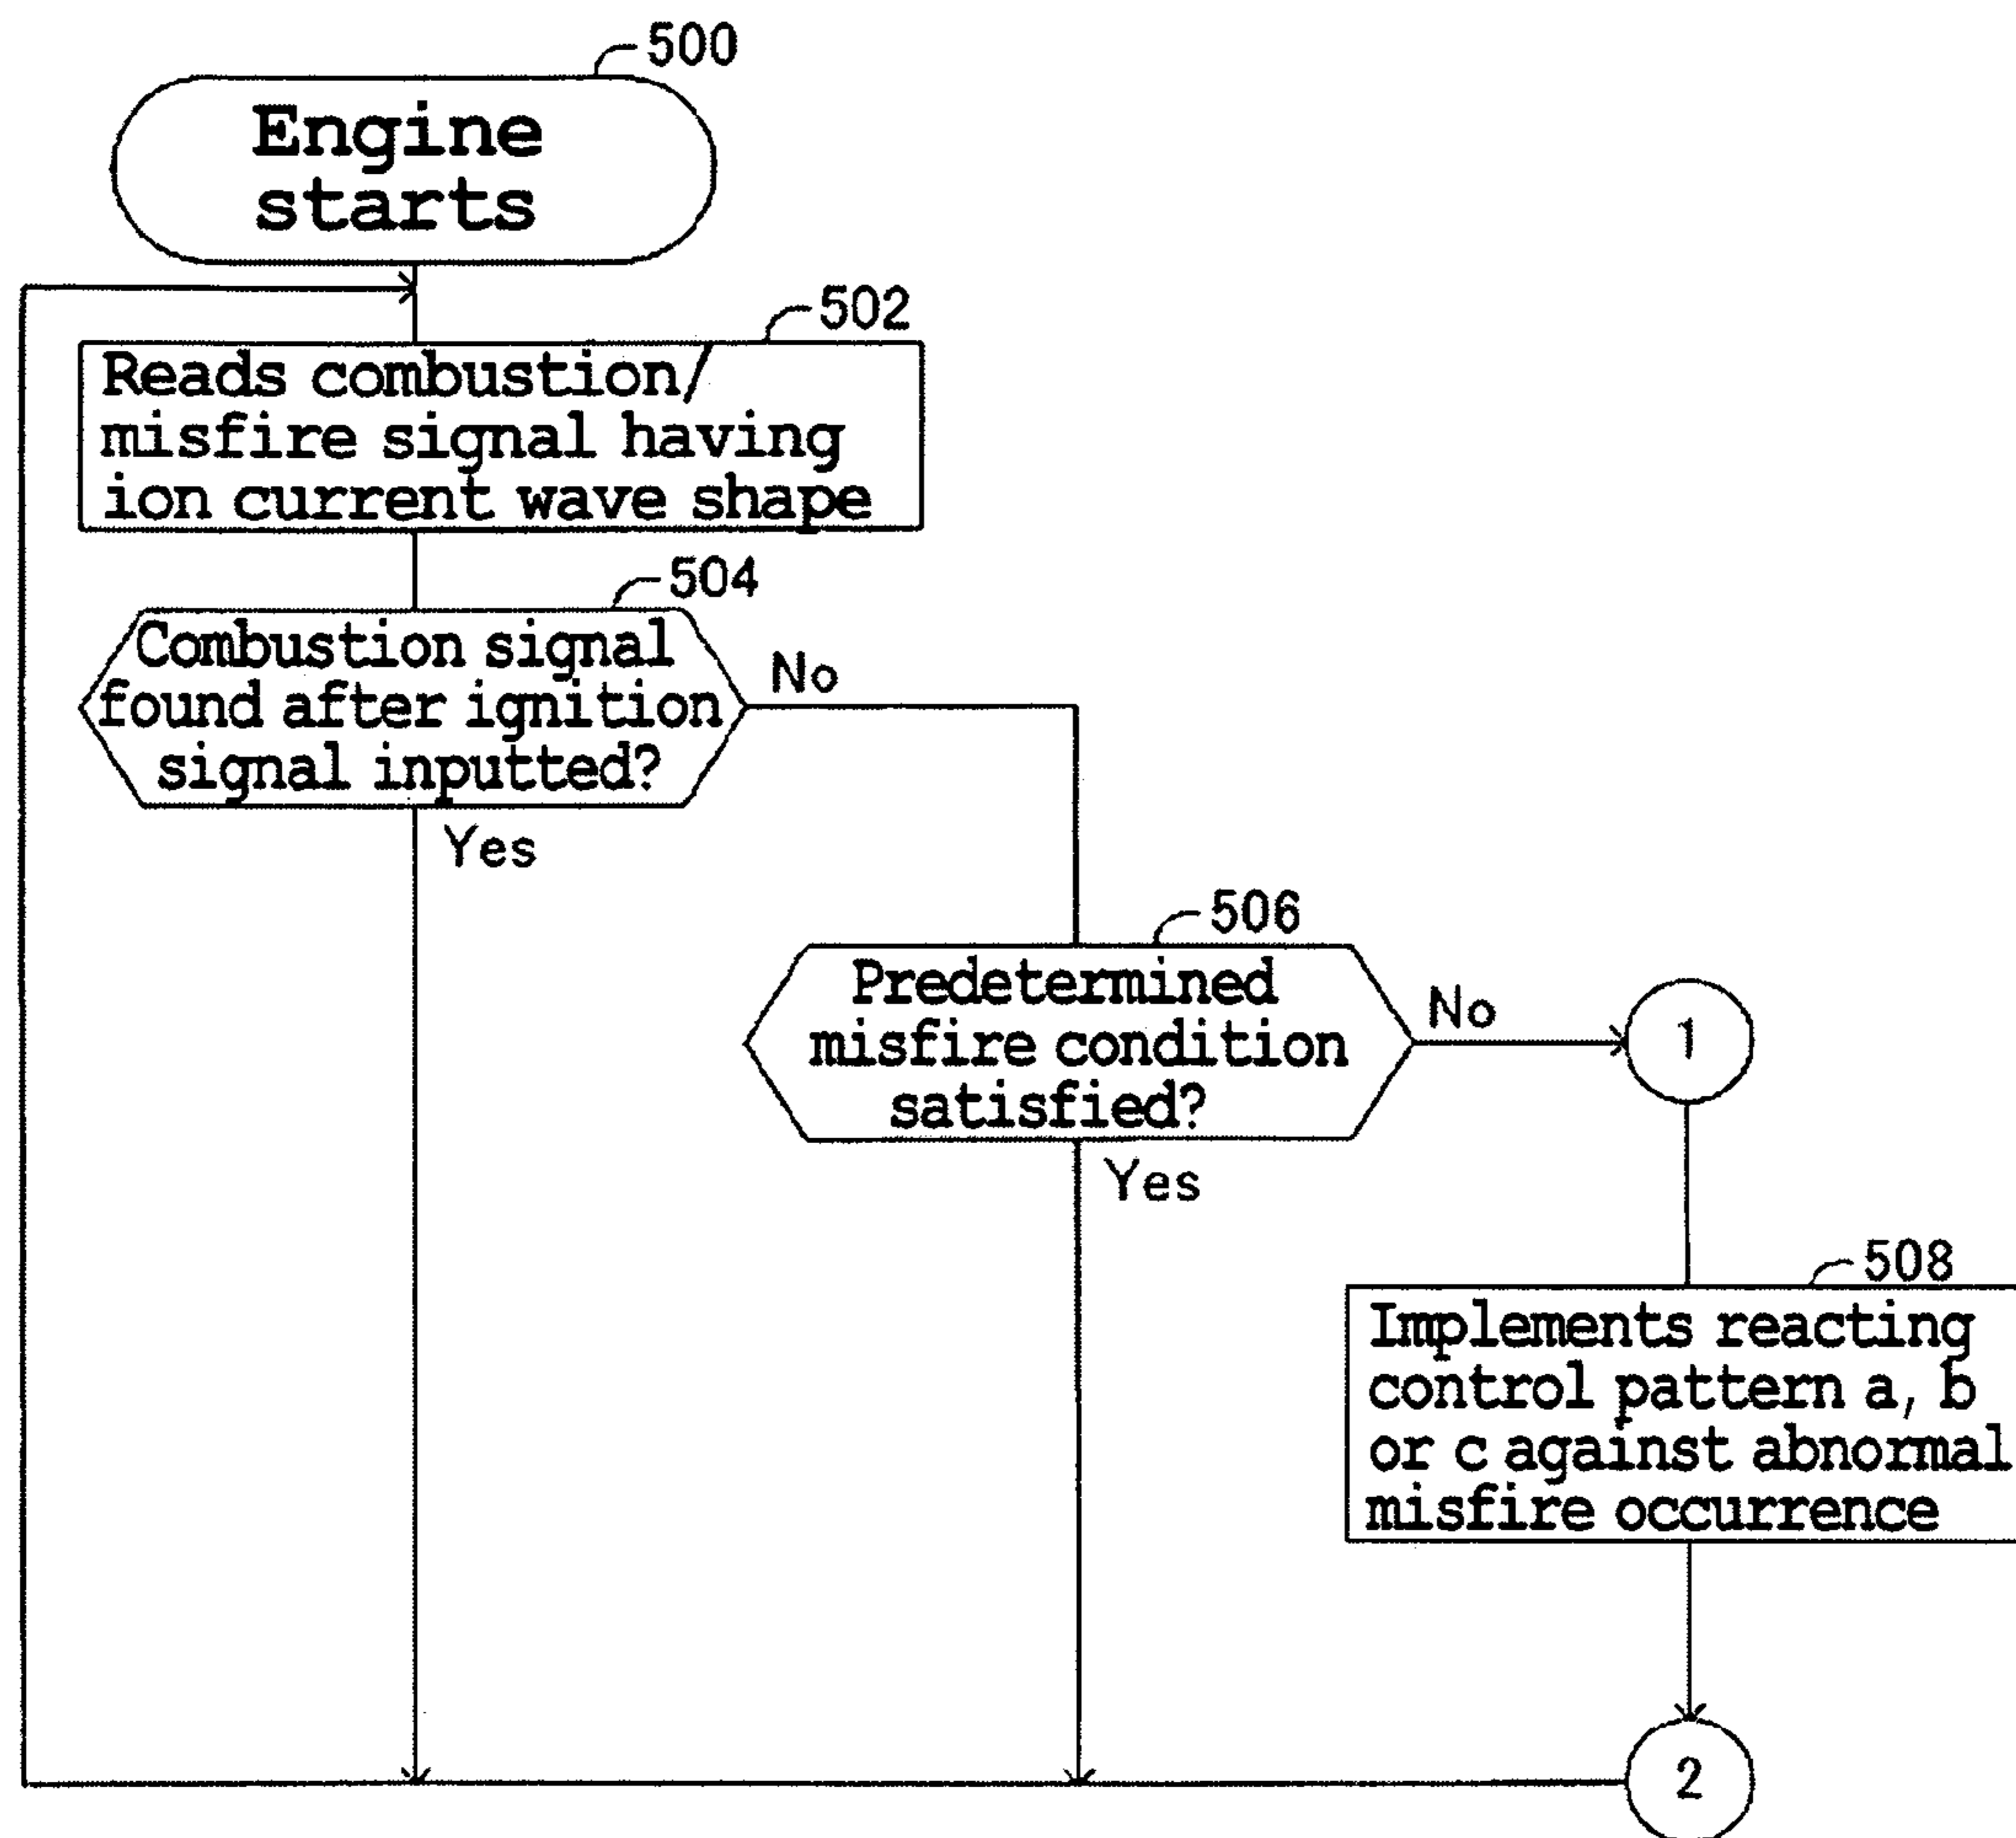 500
Engine
starts
502
Reads combustion/
misfire signal having
ion current wave shape
504
Combustion signal
found after ignition
signal inputted?
No
Yes
506
Predetermined
misfire condition
satisfied?
No
1
Yes
508
Implements reacting
control pattern a, b
or c against abnormal
misfire occurrence
2